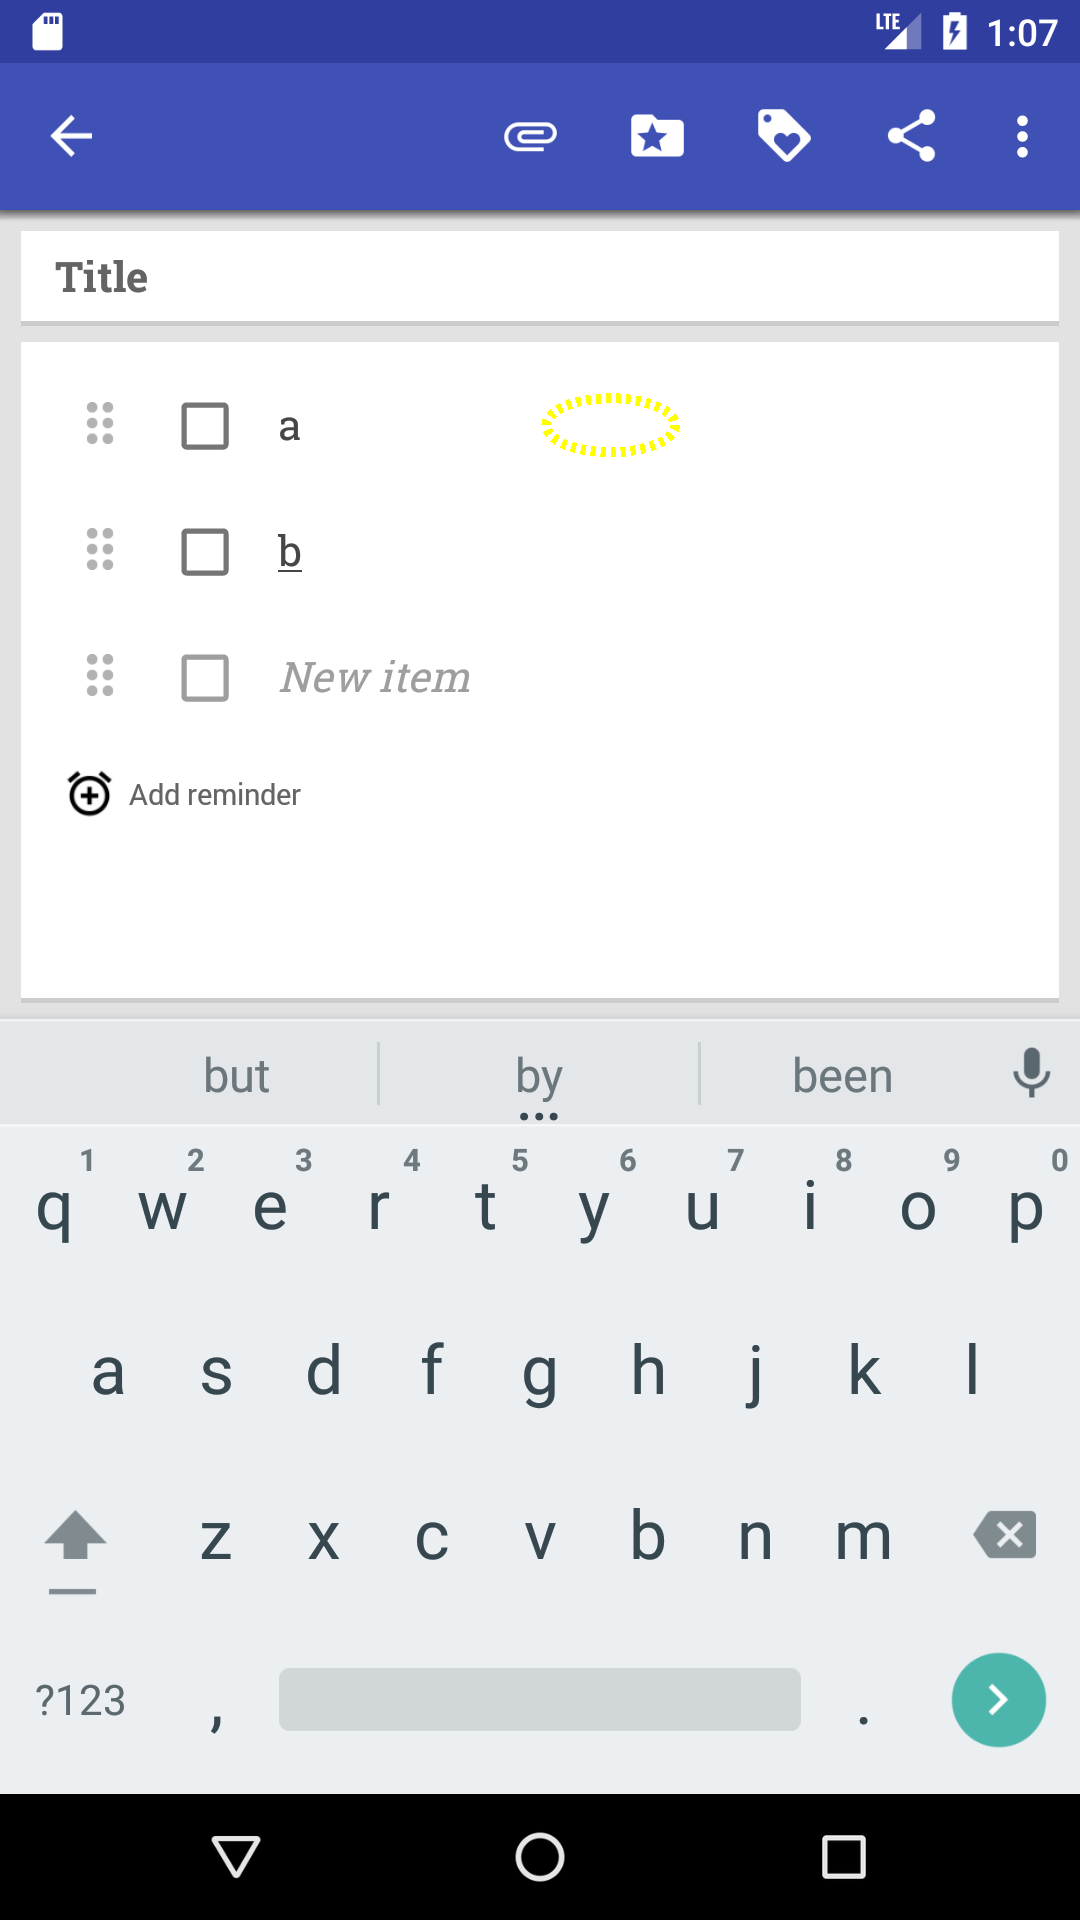 LTE 1:07
Title
a
b
New item
Add reminder
but by been
1 2 3 4 5 6 7 8 9 0
q w e r t y u i o p
a s d f g h j k l
z x c v b n m
?123 , .